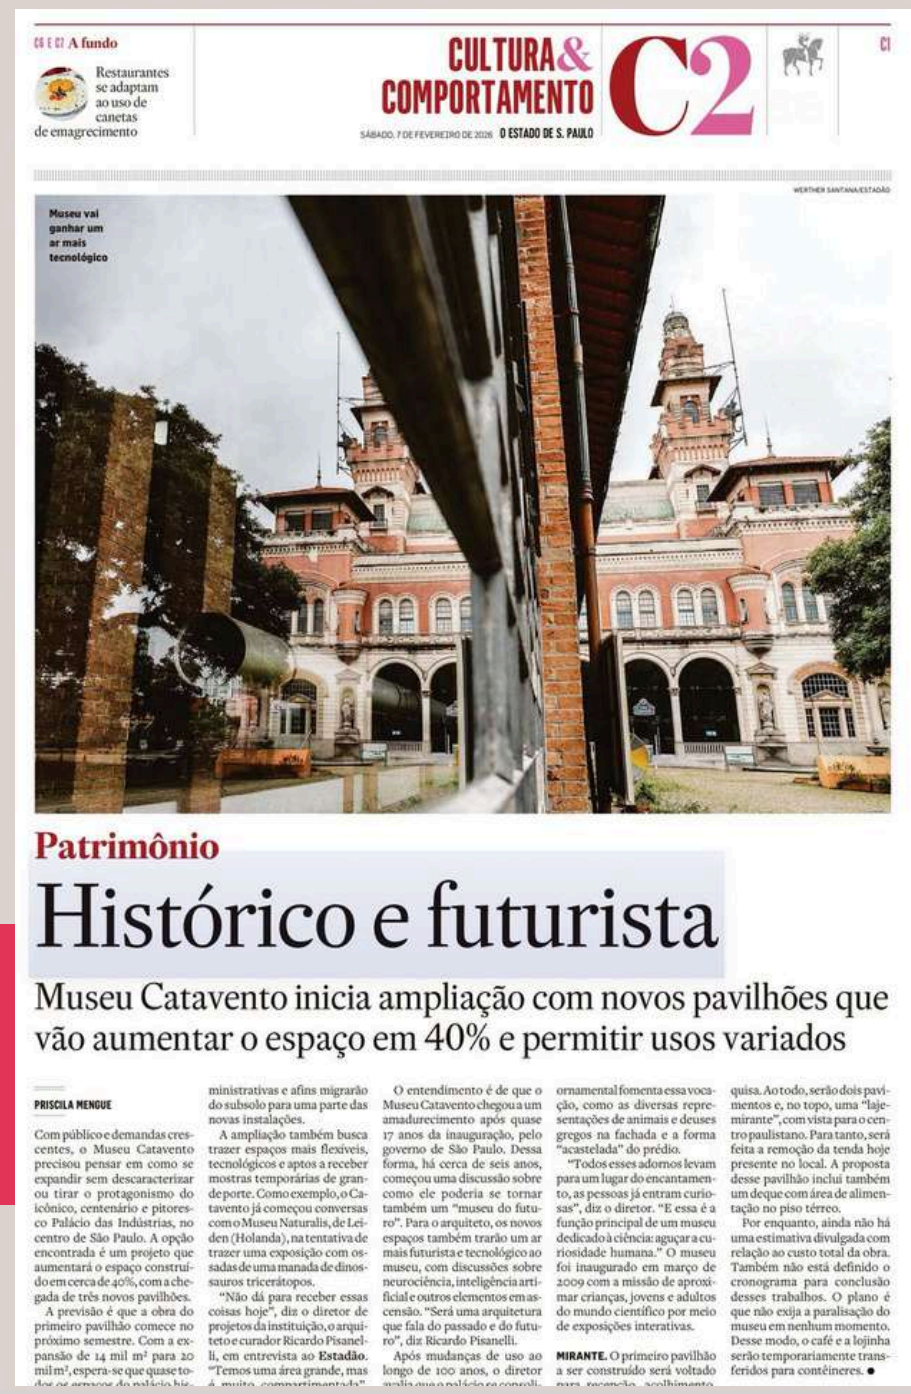 C6 E C7 A fundo
Restaurantes
se adaptam
ao uso de
canetas
de emagrecimento
CULTURA&
COMPORTAMENTO
SÁBADO, 7 DE FEVEREIRO DE 2026 O ESTADO DE S. PAULO
C2
C1
WERTHER SANTANA/ESTADÃO
Museu vai
ganhar um
ar mais
tecnológico
Patrimônio
Histórico e futurista
Museu Catavento inicia ampliação com novos pavilhões que
vão aumentar o espaço em 40% e permitir usos variados
PRISCILA MENGUE
Com público e demandas cres-
centes, o Museu Catavento
precisou pensar em como se
expandir sem descaracterizar
ou tirar o protagonismo do
icônico, centenário e pitores-
co Palácio das Indústrias, no
centro de São Paulo. A opção
encontrada é um projeto que
aumentará o espaço construí-
do em cerca de 40%, com a che-
gada de três novos pavilhões.
A previsão é que a obra do
primeiro pavilhão comece no
próximo semestre. Com a ex-
pansão de 14 mil m² para 20
mil m², espera-se que quase to-
dos os espaços do palácio his-
ministrativas e afins migrarão
do subsolo para uma parte das
novas instalações.
A ampliação também busca
trazer espaços mais flexíveis,
tecnológicos e aptos a receber
mostras temporárias de gran-
de porte. Como exemplo, o Ca-
tavento já começou conversas
com o Museu Naturalis, de Lei-
den (Holanda), na tentativa de
trazer uma exposição com os-
sadas de uma manada de dinos-
sauros tricerátopos.
"Não dá para receber essas
coisas hoje", diz o diretor de
projetos da instituição, o arqui-
teto e curador Ricardo Pisanel-
li, em entrevista ao Estadão.
"Temos uma área grande, mas
é muito compartimentada".
O entendimento é de que o
Museu Catavento chegou a um
amadurecimento após quase
17 anos da inauguração, pelo
governo de São Paulo. Dessa
forma, há cerca de seis anos,
começou uma discussão sobre
como ele poderia se tornar
também um "museu do futu-
ro". Para o arquiteto, os novos
espaços também trarão um ar
mais futurista e tecnológico ao
museu, com discussões sobre
neurociência, inteligência arti-
ficial e outros elementos em as-
censão. "Será uma arquitetura
que fala do passado e do futu-
ro", diz Ricardo Pisanelli.
Após mudanças de uso ao
longo de 100 anos, o diretor
avalia que o palácio se consoli-
ornamental fomenta essa voca-
ção, como as diversas repre-
sentações de animais e deuses
gregos na fachada e a forma
"acastelada" do prédio.
"Todos esses adornos levam
para um lugar do encantamen-
to, as pessoas já entram curio-
sas", diz o diretor. "E essa é a
função principal de um museu
dedicado à ciência: aguçar a cu-
riosidade humana." O museu
foi inaugurado em março de
2009 com a missão de aproxi-
mar crianças, jovens e adultos
do mundo científico por meio
de exposições interativas.
MIRANTE. O primeiro pavilhão
a ser construído será voltado
para recepção, acolhimento,
quisa. Ao todo, serão dois pavi-
mentos e, no topo, uma "laje-
mirante", com vista para o cen-
tro paulistano. Para tanto, será
feita a remoção da tenda hoje
presente no local. A proposta
desse pavilhão inclui também
um deque com área de alimen-
tação no piso térreo.
Por enquanto, ainda não há
uma estimativa divulgada com
relação ao custo total da obra.
Também não está definido o
cronograma para conclusão
desses trabalhos. O plano é
que não exija a paralisação do
museu em nenhum momento.
Desse modo, o café e a lojinha
serão temporariamente trans-
feridos para contêineres. ●